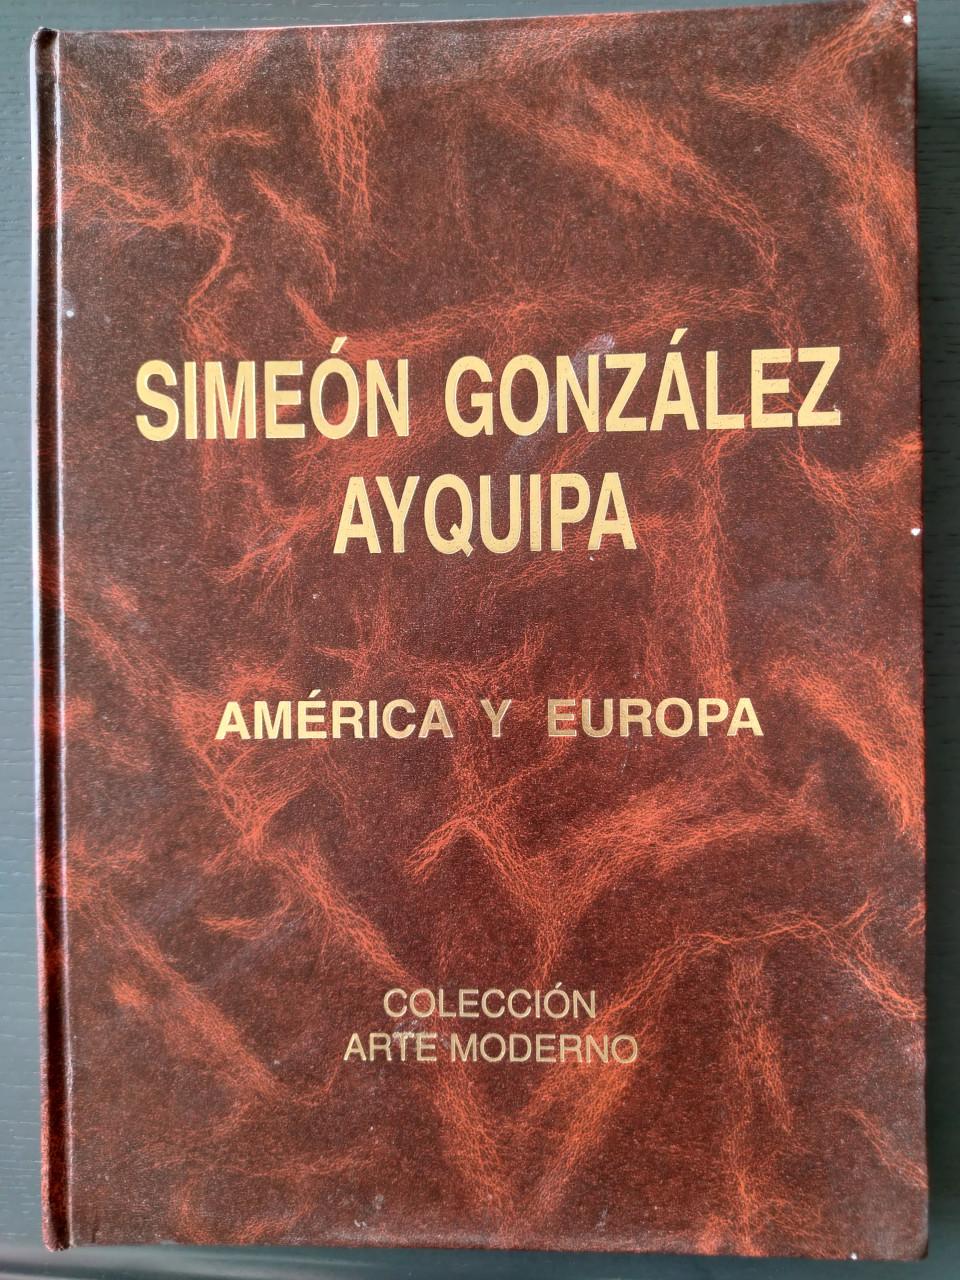 SIMEÓN GONZÁLEZ
AYQUIPA
AMÉRICA Y EUROPA
COLECCIÓN
ARTE MODERNO